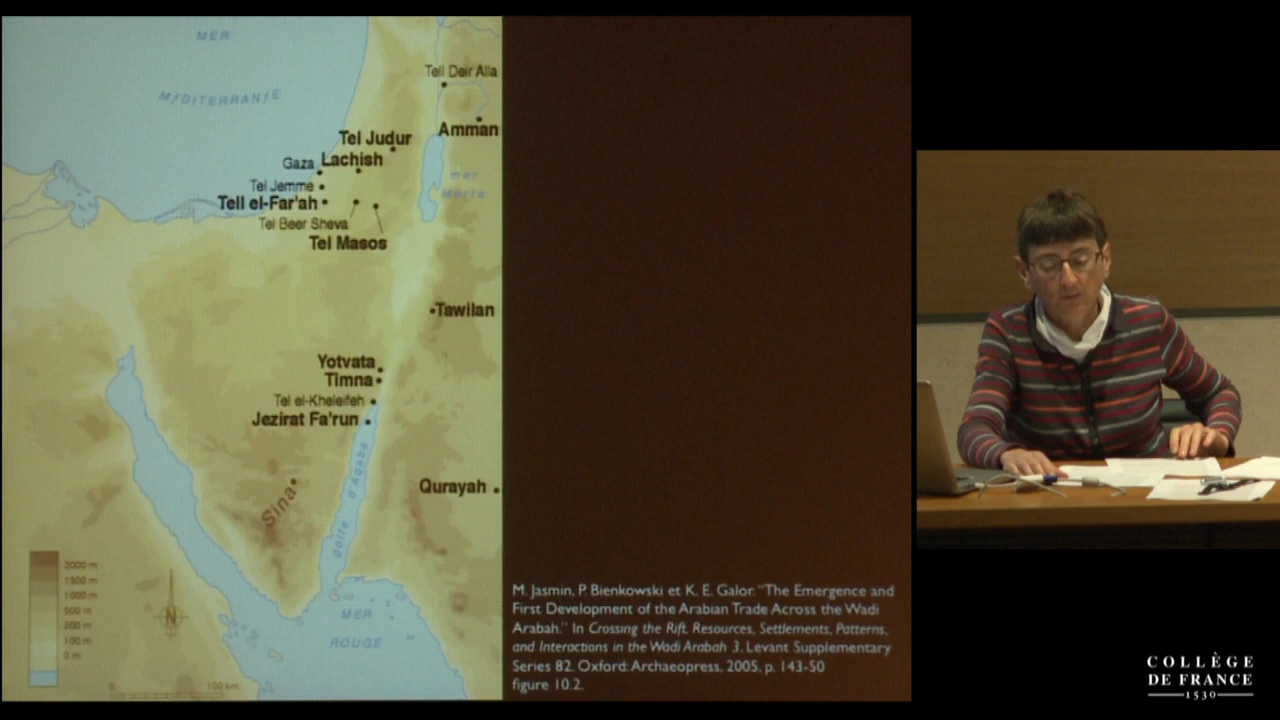 MER
MÉDITERRANÉE
Tell Deir Alla
Amman
Tel Judur
Gaza
Lachish
mer
Morte
Tel Jemme
Tell el-Far'ah
Tel Beer Sheva
Tel Masos
Tawilan
Yotvata
Timna
Tel el-Kheleifeh
Jezirat Fa'run
Golfe d'Aqaba
Qurayah
Sinaï
2000 m
1500 m
1000 m
500 m
200 m
100 m
0 m
N
MER
ROUGE
0 100 km
M. Jasmin, P. Bienkowski et K. E. Galor. "The Emergence and
First Development of the Arabian Trade Across the Wadi
Arabah." In Crossing the Rift. Resources, Settlements, Patterns,
and Interactions in the Wadi Arabah 3. Levant Supplementary
Series 82. Oxford: Archaeopress, 2005, p. 143-50
figure 10.2.
COLLÈGE
DE FRANCE
1530